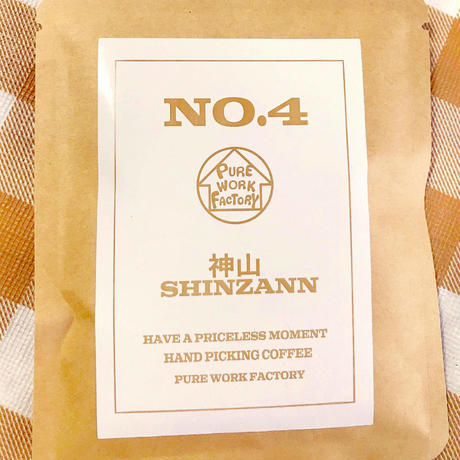 NO.4
PURE
WORK
FACTORY
神山
SHINZANN
HAVE A PRICELESS MOMENT
HAND PICKING COFFEE
PURE WORK FACTORY